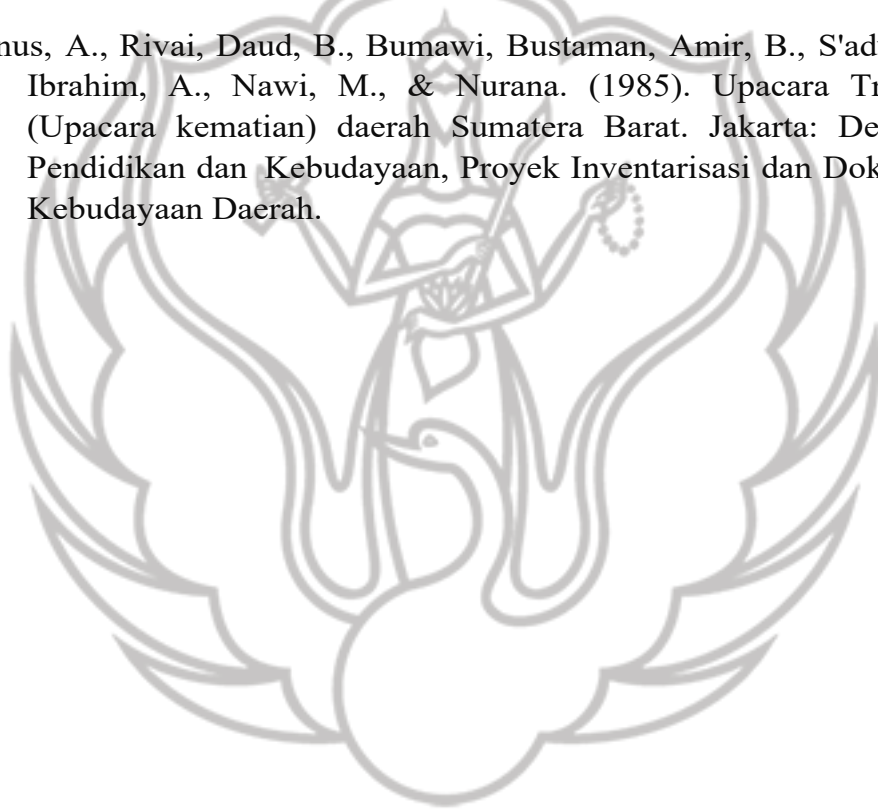 nus, A., Rivai, Daud, B., Bumawi, Bustaman, Amir, B., S'ad
Ibrahim, A., Nawi, M., & Nurana. (1985). Upacara Tr
(Upacara kematian) daerah Sumatera Barat. Jakarta: De
Pendidikan dan Kebudayaan, Proyek Inventarisasi dan Dok
Kebudayaan Daerah.